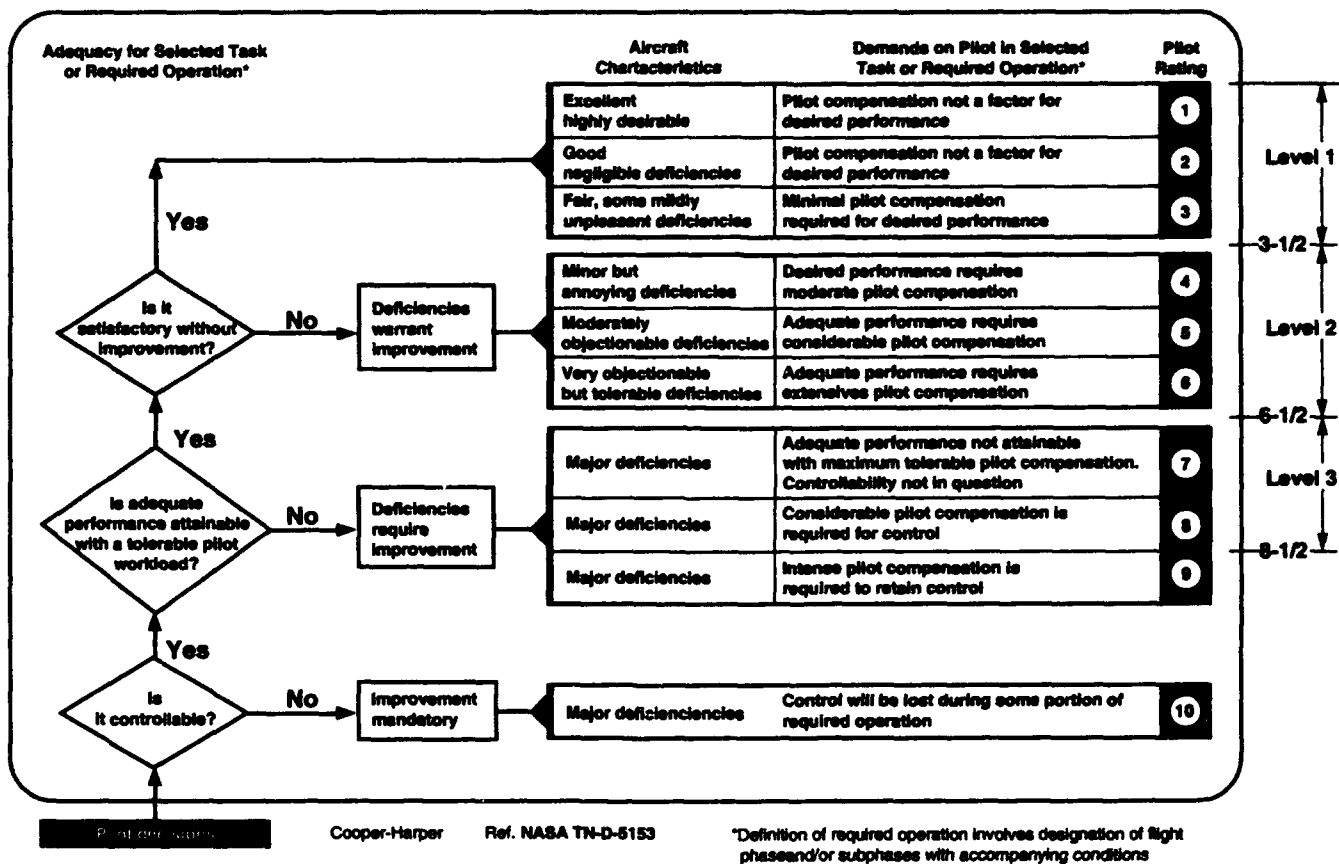 Adequacy for Selected Task
or Required Operation*
Aircraft
Chartacteristics
Demands on Pilot in Selected
Task or Required Operation*
Pilot
Rating
Excellent
highly desirable
Pilot compensation not a factor for
desired performance
1
Good
negligible deficiencies
Pilot compensation not a factor for
desired performance
2
Fair, some mildly
unpleasant deficiencies
Minimal pilot compensation
required for desired performance
3
Level 1
3-1/2
Yes
Is it
satisfactory without
improvement?
No
Deficiencies
warrant
improvement
Minor but
annoying deficiencies
Desired performance requires
moderate pilot compensation
4
Moderately
objectionable deficiencies
Adequate performance requires
considerable pilot compensation
5
Very objectionable
but tolerable deficiencies
Adequate performance requires
extensives pilot compensation
6
Level 2
6-1/2
Yes
Is adequate
performance attainable
with a tolerable pilot
workload?
No
Deficiencies
require
improvement
Major deficiencies
Adequate performance not attainable
with maximum tolerable pilot compensation.
Controllability not in question
7
Major deficiencies
Considerable pilot compensation is
required for control
8
Major deficiencies
Intense pilot compensation is
required to retain control
9
Level 3
8-1/2
Yes
Is
it controllable?
No
Improvement
mandatory
Major deficienciencies
Control will be lost during some portion of
required operation
10
Pilot decisions
Cooper-Harper
Ref. NASA TN-D-5153
*Definition of required operation involves designation of flight
phaseand/or subphases with accompanying conditions